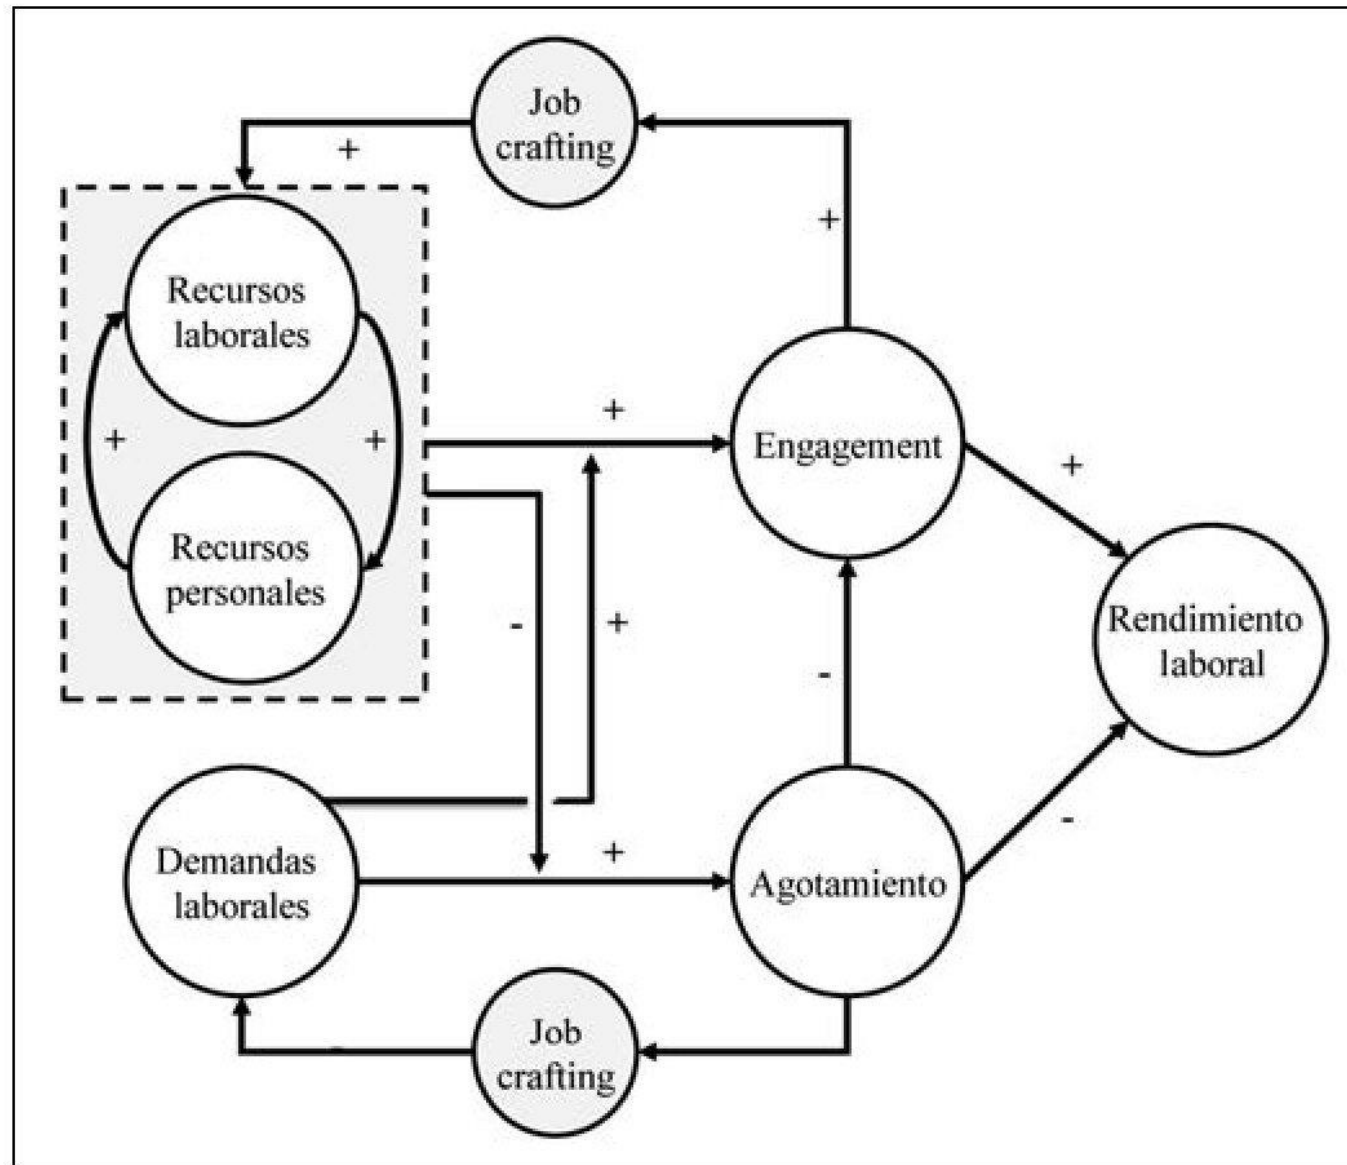 Job
crafting
+
+
Recursos
laborales
+
+
+
Engagement
+
Recursos
personales
-
+
-
Rendimiento
laboral
Demandas
laborales
+
Agotamiento
-
Job
crafting
-